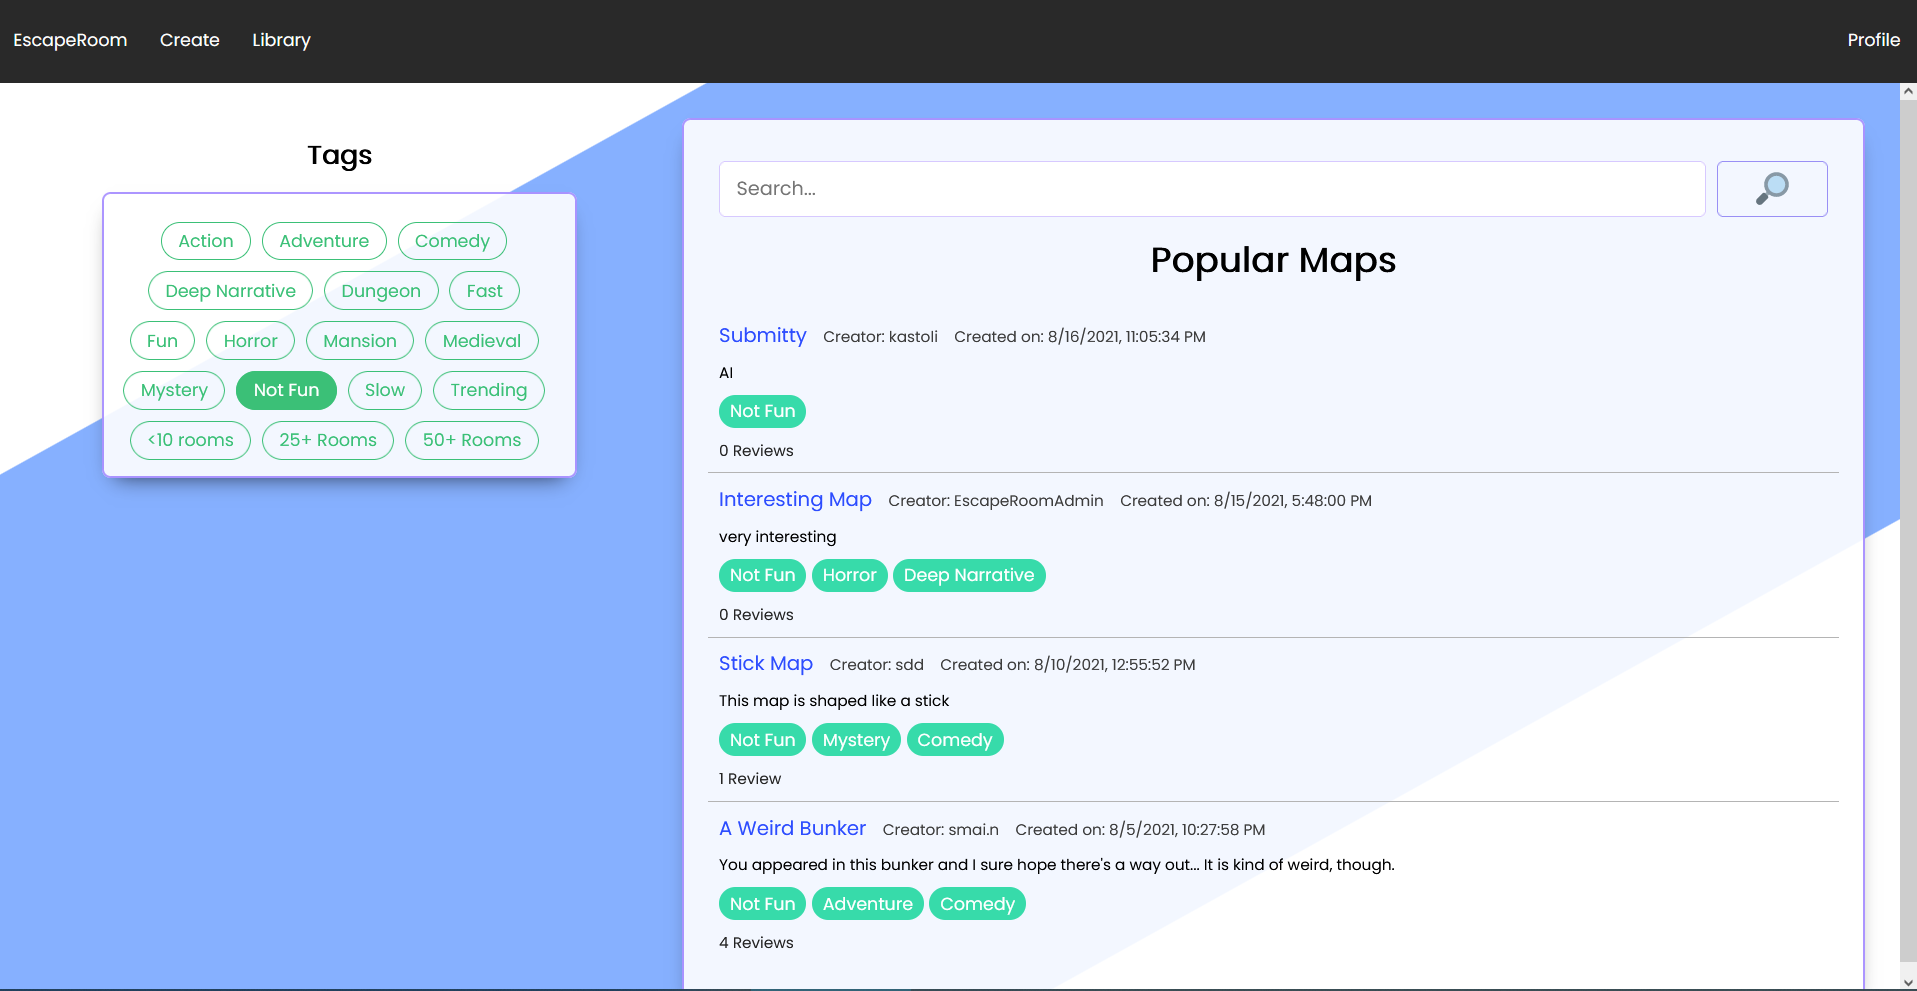 EscapeRoom Create Library Profile
Tags
Action Adventure Comedy
Deep Narrative Dungeon Fast
Fun Horror Mansion Medieval
Mystery Not Fun Slow Trending
<10 rooms 25+ Rooms 50+ Rooms
Search...
Popular Maps
Submitty Creator: kastoli Created on: 8/16/2021, 11:05:34 PM
AI
Not Fun
0 Reviews
Interesting Map Creator: EscapeRoomAdmin Created on: 8/15/2021, 5:48:00 PM
very interesting
Not Fun Horror Deep Narrative
0 Reviews
Stick Map Creator: sdd Created on: 8/10/2021, 12:55:52 PM
This map is shaped like a stick
Not Fun Mystery Comedy
1 Review
A Weird Bunker Creator: smai.n Created on: 8/5/2021, 10:27:58 PM
You appeared in this bunker and I sure hope there's a way out... It is kind of weird, though.
Not Fun Adventure Comedy
4 Reviews